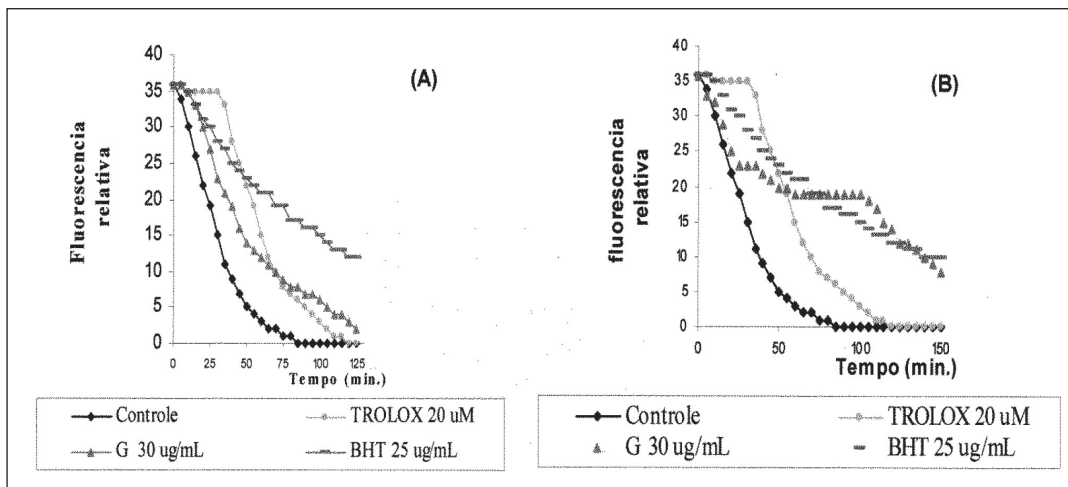 (A)
40
35
30
25
20
15
10
5
0
Fluorescencia
relativa
0 25 50 75 100 125
Tempo (min.)
Controle TROLOX 20 uM
G 30 ug/mL BHT 25 ug/mL
(B)
40
35
30
25
20
15
10
5
0
fluorescencia
relativa
0 50 100 150
Tempo (min.)
Controle TROLOX 20 uM
G 30 ug/mL BHT 25 ug/mL